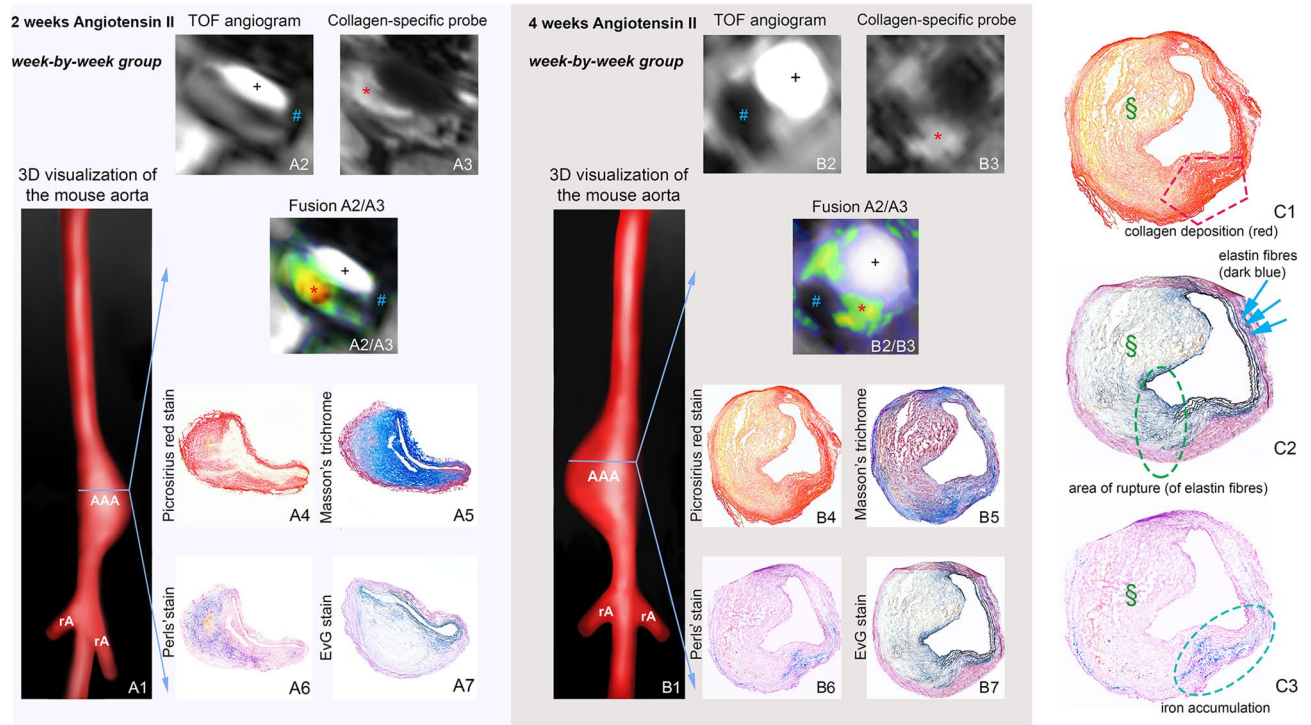 2 weeks Angiotensin II
week-by-week group
TOF angiogram
Collagen-specific probe
+
#
A2
*
A3
3D visualization of
the mouse aorta
Fusion A2/A3
+
*
#
A2/A3
AAA
rA
rA
A1
Picrosirius red stain
A4
Masson's trichrome
A5
Perls' stain
A6
EvG stain
A7
4 weeks Angiotensin II
week-by-week group
TOF angiogram
Collagen-specific probe
+
#
B2
*
B3
3D visualization of
the mouse aorta
Fusion A2/A3
+
#
*
B2/B3
AAA
rA
rA
B1
Picrosirius red stain
B4
Masson's trichrome
B5
Perls' stain
B6
EvG stain
B7
§
C1
collagen deposition (red)
elastin fibres
(dark blue)
§
C2
area of rupture (of elastin fibres)
§
C3
iron accumulation